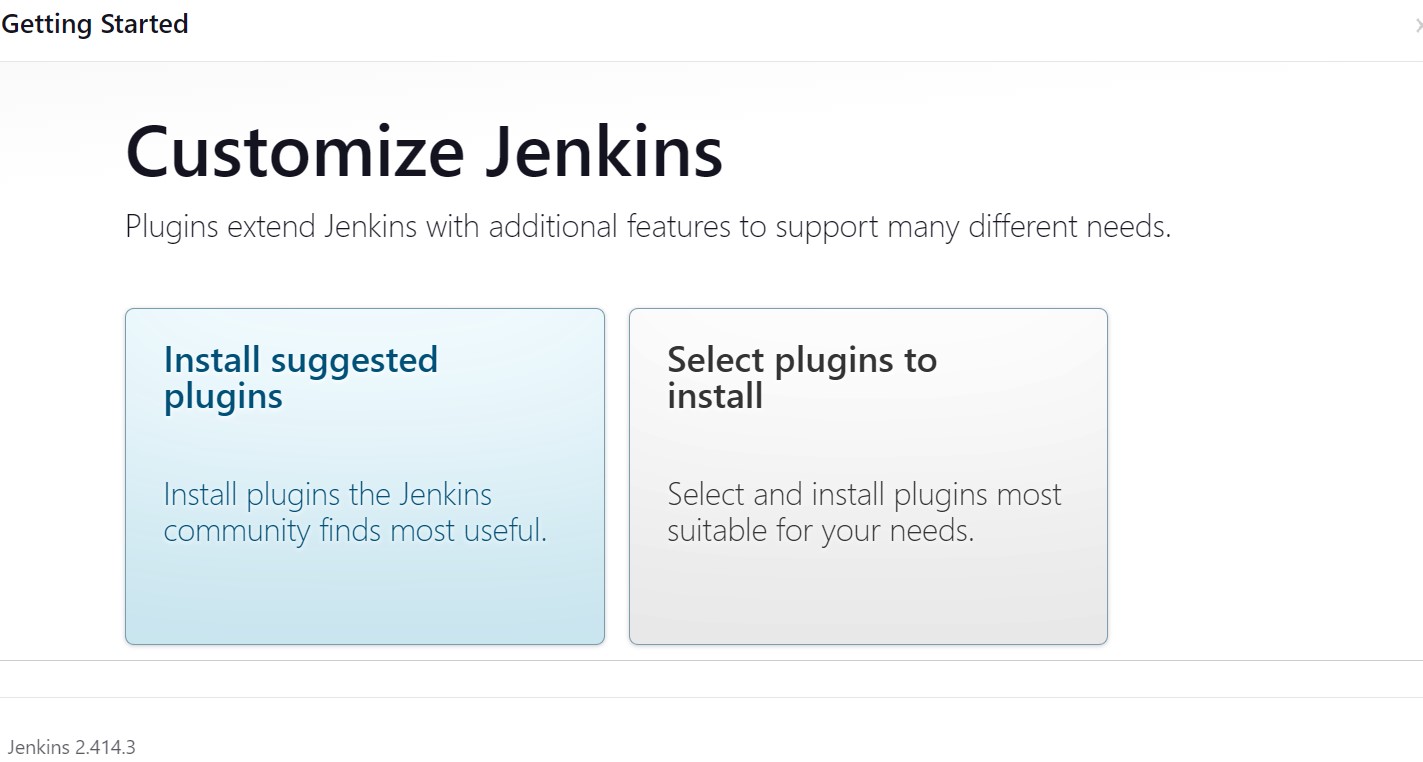 Getting Started
Customize Jenkins
Plugins extend Jenkins with additional features to support many different needs.
Install suggested
plugins
Install plugins the Jenkins
community finds most useful.
Select plugins to
install
Select and install plugins most
suitable for your needs.
Jenkins 2.414.3